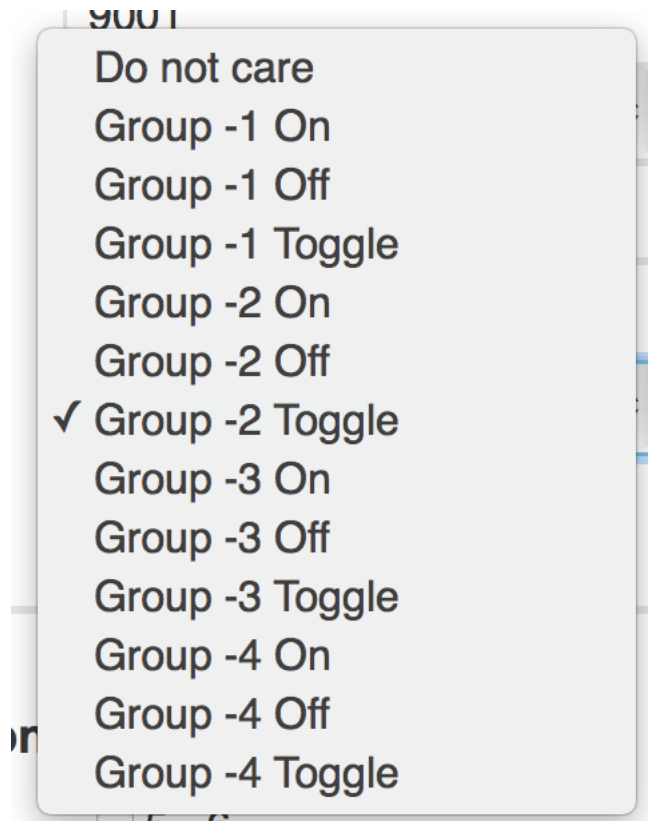 9001
Do not care
Group -1 On
Group -1 Off
Group -1 Toggle
Group -2 On
Group -2 Off
✓ Group -2 Toggle
Group -3 On
Group -3 Off
Group -3 Toggle
Group -4 On
Group -4 Off
Group -4 Toggle